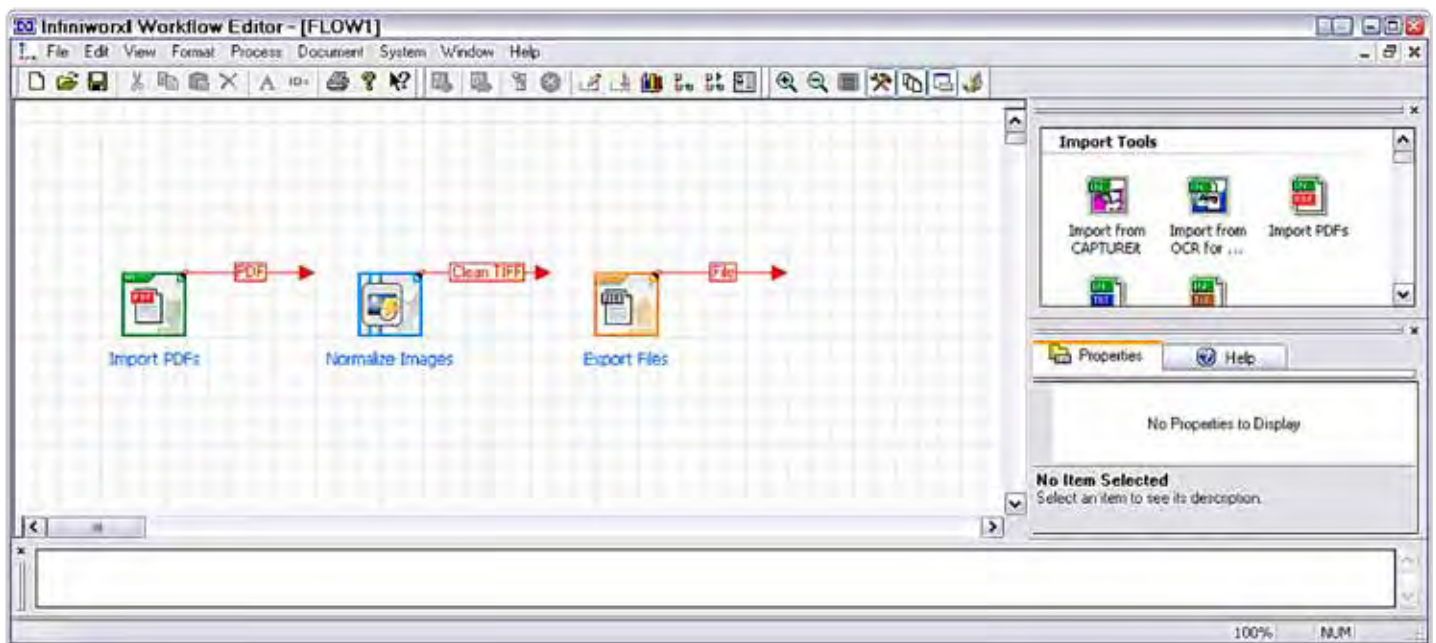 Infiniworxl Workflow Editor - [FLOW1]
File Edit View Format Process Document System Window Help
Import Tools
Import from CAPTUREit
Import from OCR for ...
Import PDFs
PDF
Clean TIFF
File
Import PDFs
Normalize Images
Export Files
Properties
Help
No Properties to Display
No Item Selected
Select an item to see its description.
100% NUM